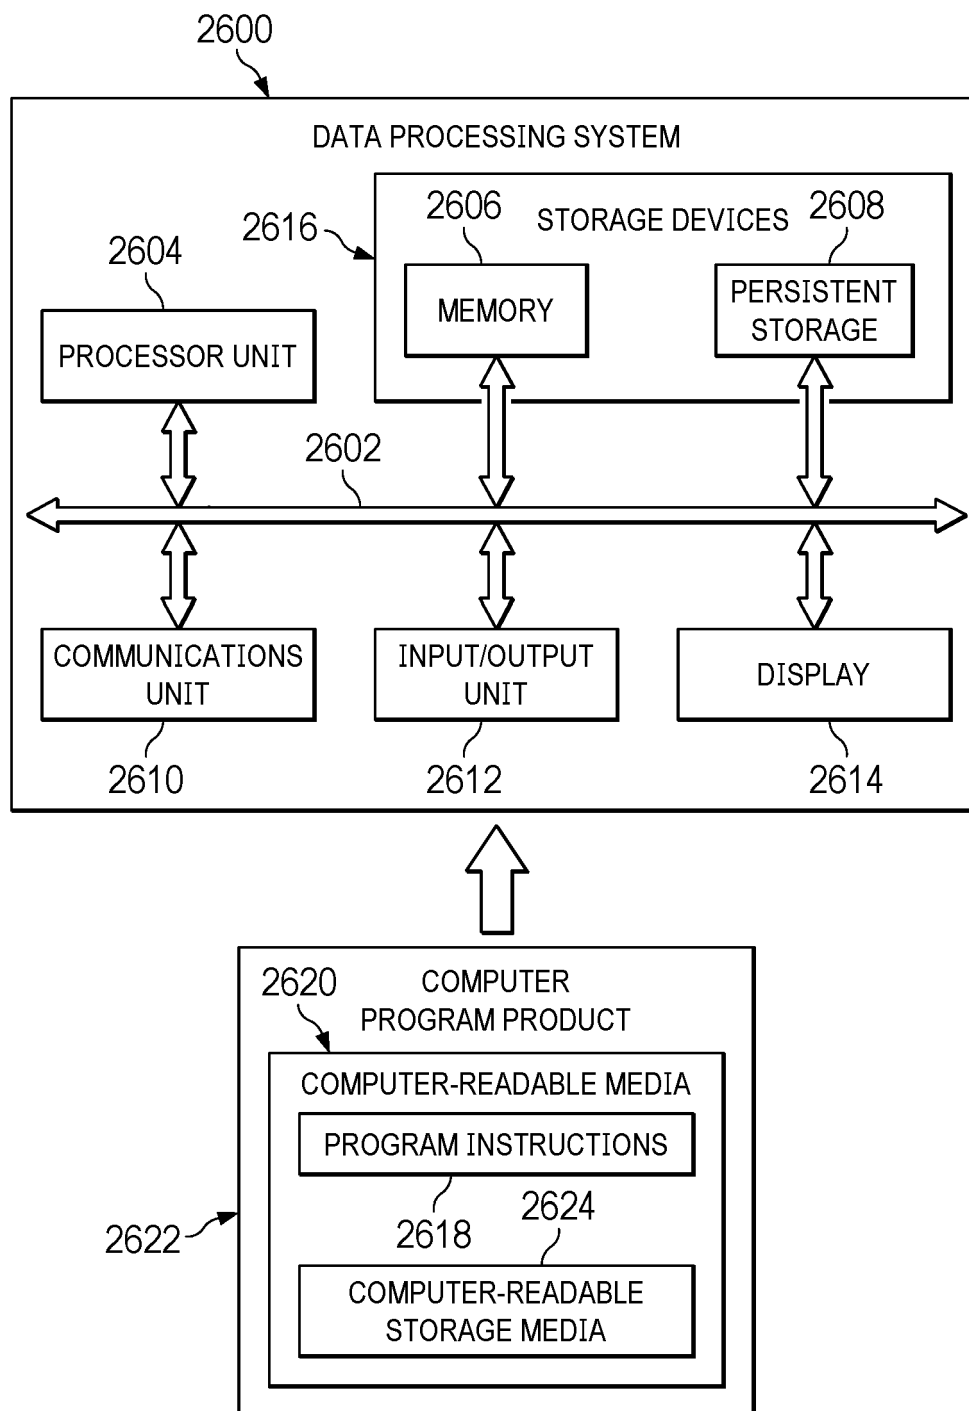 2600
DATA PROCESSING SYSTEM
2616
2606
STORAGE DEVICES
2608
2604
MEMORY
PERSISTENT
STORAGE
PROCESSOR UNIT
2602
COMMUNICATIONS
UNIT
INPUT/OUTPUT
UNIT
DISPLAY
2610
2612
2614
2620
COMPUTER
PROGRAM PRODUCT
COMPUTER-READABLE MEDIA
PROGRAM INSTRUCTIONS
2618
2624
2622
COMPUTER-READABLE
STORAGE MEDIA